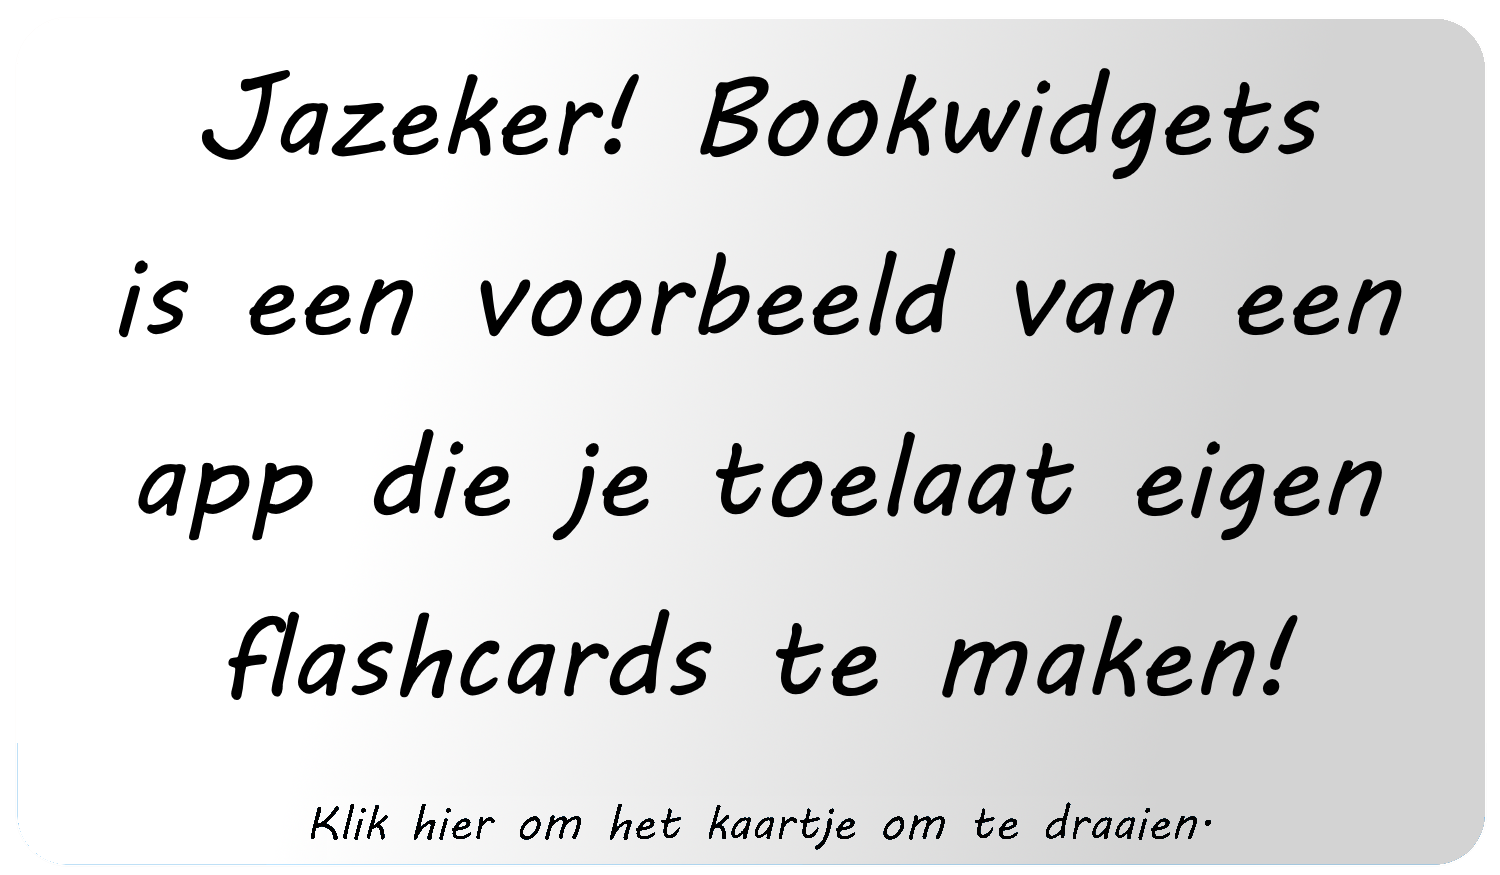 Jazeker! Bookwidgets
is een voorbeeld van een
app die je toelaat eigen
flashcards te maken!
Klik hier om het kaartje om te draaien.